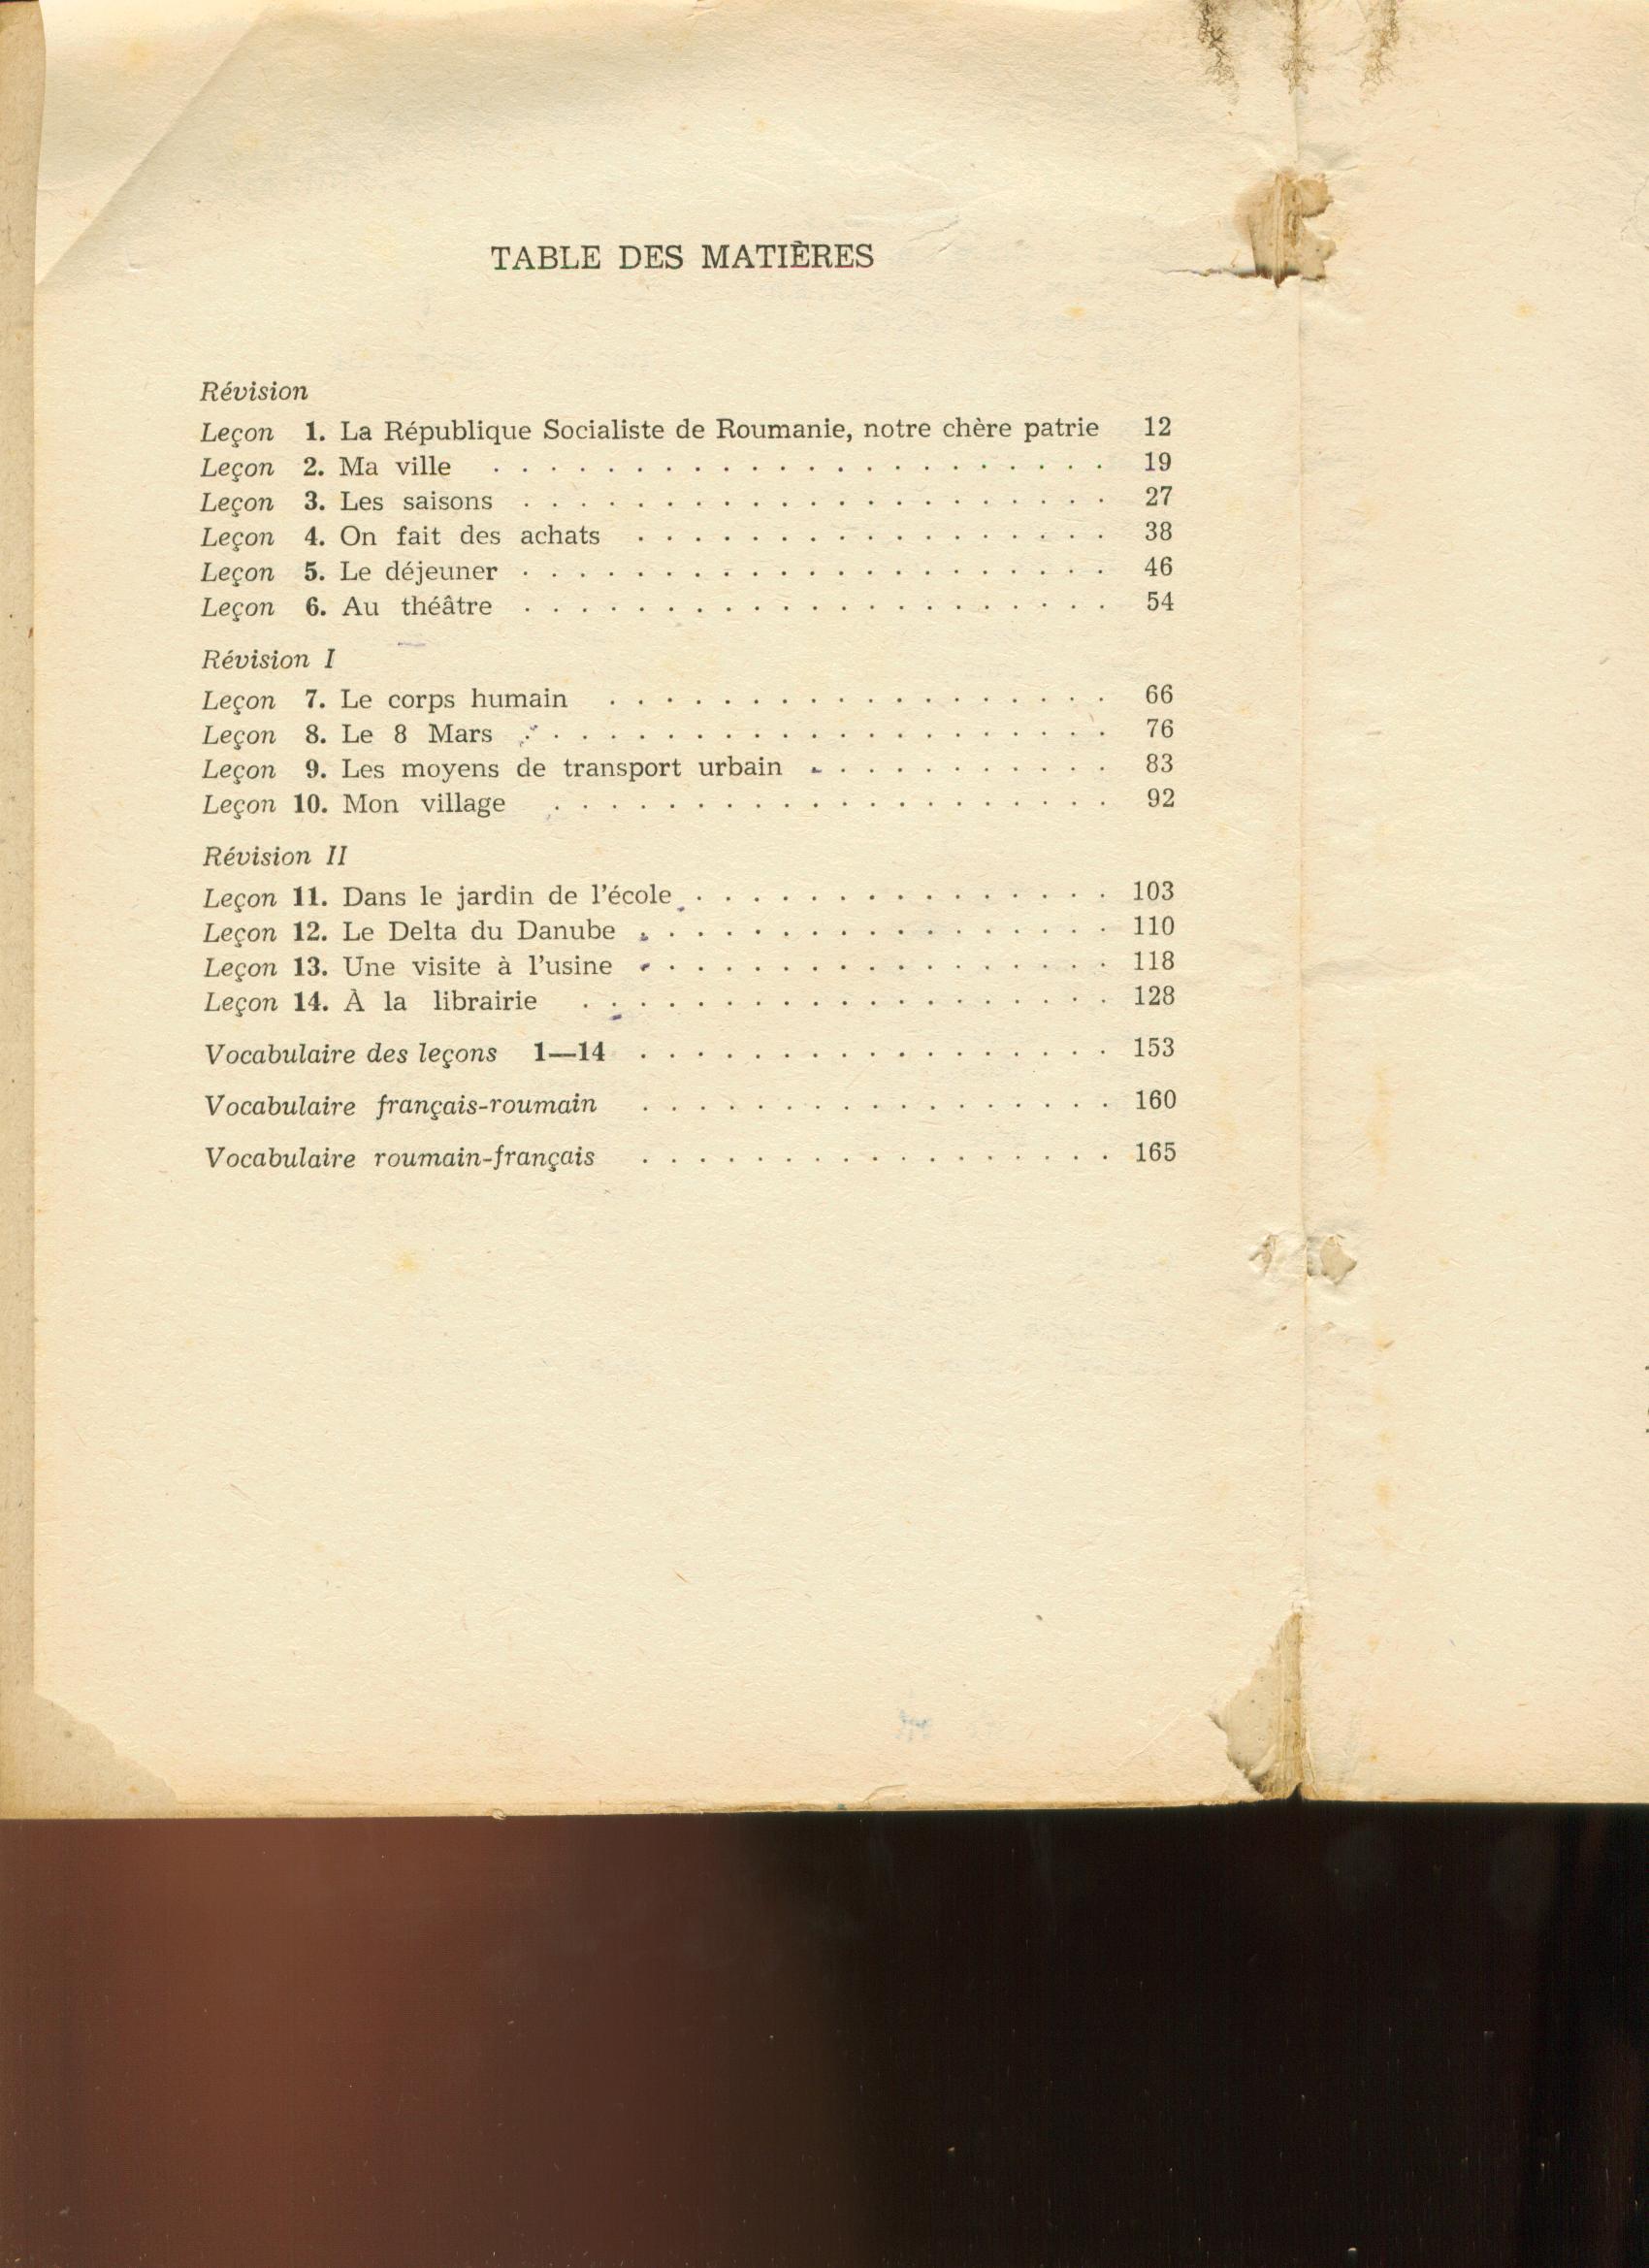 TABLE DES MATIÈRES
Révision
Leçon 1. La République Socialiste de Roumanie, notre chère patrie 12
Leçon 2. Ma ville . . . . . . . . . . . . . . . . . . . . . . 19
Leçon 3. Les saisons . . . . . . . . . . . . . . . . . . . . . 27
Leçon 4. On fait des achats . . . . . . . . . . . . . . . . . 38
Leçon 5. Le déjeuner . . . . . . . . . . . . . . . . . . . . . 46
Leçon 6. Au théâtre . . . . . . . . . . . . . . . . . . . . . 54
Révision I
Leçon 7. Le corps humain . . . . . . . . . . . . . . . . . . 66
Leçon 8. Le 8 Mars . . . . . . . . . . . . . . . . . . . . . 76
Leçon 9. Les moyens de transport urbain . . . . . . . . . . . 83
Leçon 10. Mon village . . . . . . . . . . . . . . . . . . . . 92
Révision II
Leçon 11. Dans le jardin de l'école . . . . . . . . . . . . . . . 103
Leçon 12. Le Delta du Danube . . . . . . . . . . . . . . . . . 110
Leçon 13. Une visite à l'usine . . . . . . . . . . . . . . . . . 118
Leçon 14. À la librairie . . . . . . . . . . . . . . . . . . . 128
Vocabulaire des leçons 1—14 . . . . . . . . . . . . . . . . . 153
Vocabulaire français-roumain . . . . . . . . . . . . . . . . . 160
Vocabulaire roumain-français . . . . . . . . . . . . . . . . . 165